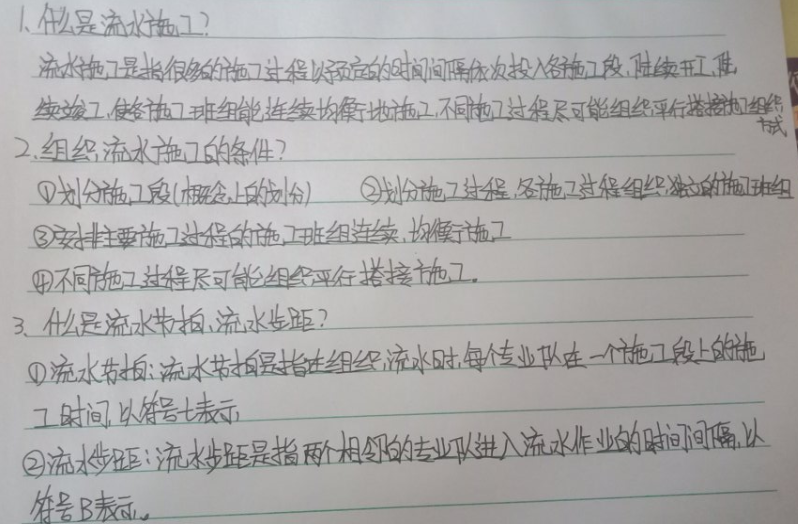 1、什么是流水施工?
流水施工是指很多的施工过程以预定的时间间隔依次投入各施工段,陆续开工,陆
续竣工,使各施工班组能连续均衡地施工,不同施工过程尽可能组织平行搭接施工组织
方式
2、组织流水施工的条件?
①划分施工段(概念上的划分) ②划分施工过程,各施工过程组织独立的施工班组
③安排主要施工过程的施工班组连续、均衡施工
④不同施工过程尽可能组织平行搭接施工。
3、什么是流水节拍、流水步距?
①流水节拍:流水节拍是指在组织流水时,每个专业队在一个施工段上的施
工时间,以符号t表示,
②流水步距:流水步距是指两个相邻的专业队进入流水作业的时间间隔,以
符号B表示。